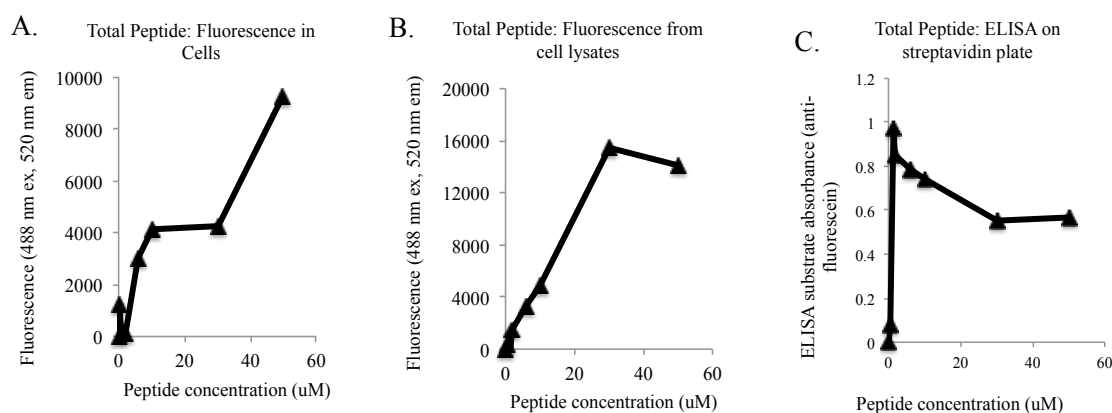 A.
Total Peptide: Fluorescence in
Cells
Fluorescence (488 nm ex, 520 nm em)
10000
8000
6000
4000
2000
0
0
20
40
60
Peptide concentration (uM)
B.
Total Peptide: Fluorescence from
cell lysates
Fluorescence (488 nm ex, 520 nm em)
20000
16000
12000
8000
4000
0
0
20
40
60
Peptide concentration (uM)
C.
Total Peptide: ELISA on
streptavidin plate
ELISA substrate absorbance (anti-
fluorescein)
1.2
1
0.8
0.6
0.4
0.2
0
0
20
40
60
Peptide concentration (uM)